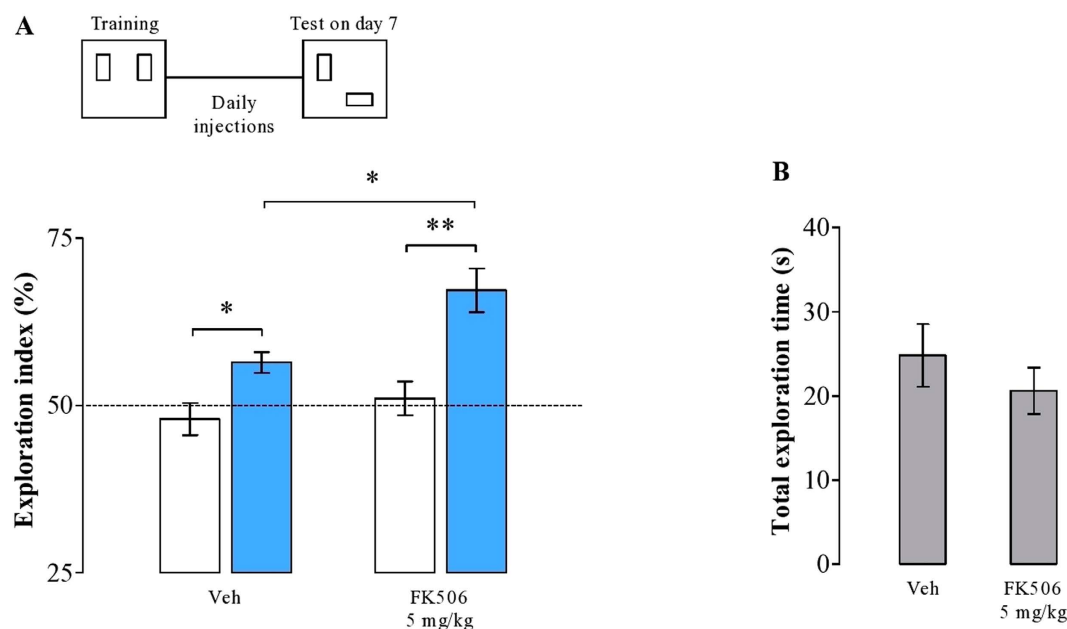 A
Training
Test on day 7
Daily
injections
*
**
*
75
50
25
Exploration index (%)
Veh
FK506
5 mg/kg
B
40
30
20
10
0
Total exploration time (s)
Veh
FK506
5 mg/kg